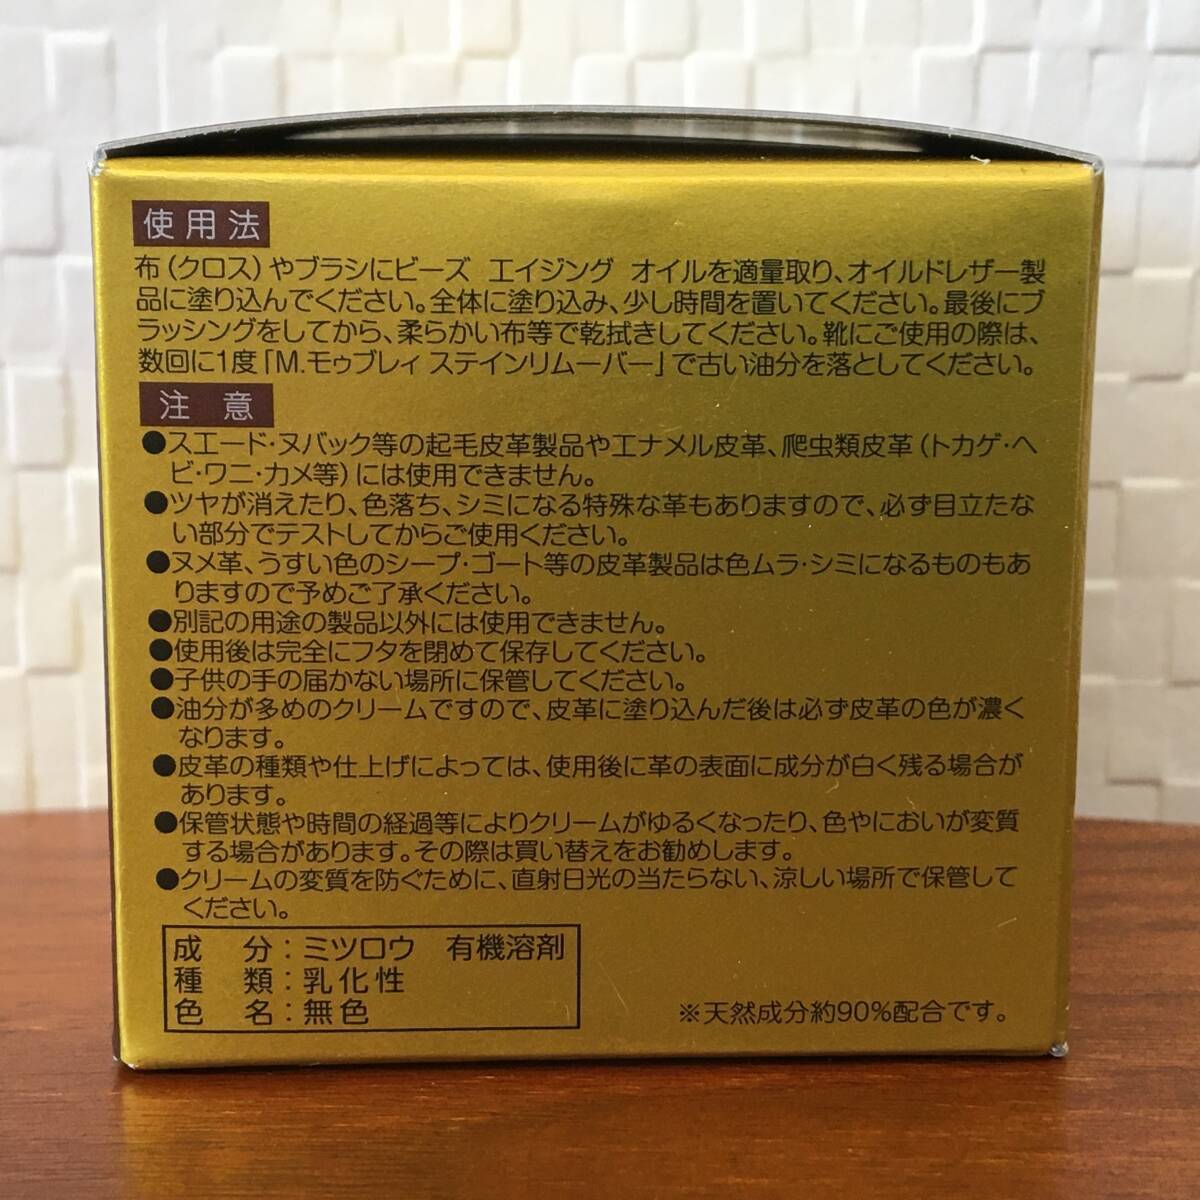 使用法
布（クロス）やブラシにビーズ エイジング オイルを適量取り、オイルドレザー製
品に塗り込んでください。全体に塗り込み、少し時間を置いてください。最後にブ
ラッシングをしてから、柔らかい布等で乾拭きしてください。靴にご使用の際は、
数回に1度「M.モゥブレィ ステインリムーバー」で古い油分を落としてください。
注 意
●スエード・ヌバック等の起毛皮革製品やエナメル皮革、爬虫類皮革（トカゲ・ヘ
ビ・ワニ・カメ等）には使用できません。
●ツヤが消えたり、色落ち、シミになる特殊な革もありますので、必ず目立たな
い部分でテストしてからご使用ください。
●ヌメ革、うすい色のシープ・ゴート等の皮革製品は色ムラ・シミになるものもあ
りますので予めご了承ください。
●別記の用途の製品以外には使用できません。
●使用後は完全にフタを閉めて保存してください。
●子供の手の届かない場所に保管してください。
●油分が多めのクリームですので、皮革に塗り込んだ後は必ず皮革の色が濃く
なります。
●皮革の種類や仕上げによっては、使用後に革の表面に成分が白く残る場合が
あります。
●保管状態や時間の経過等によりクリームがゆるくなったり、色やにおいが変質
する場合があります。その際は買い替えをお勧めします。
●クリームの変質を防ぐために、直射日光の当たらない、涼しい場所で保管して
ください。
成 分：ミツロウ 有機溶剤
種 類：乳化性
色 名：無色
※天然成分約90%配合です。